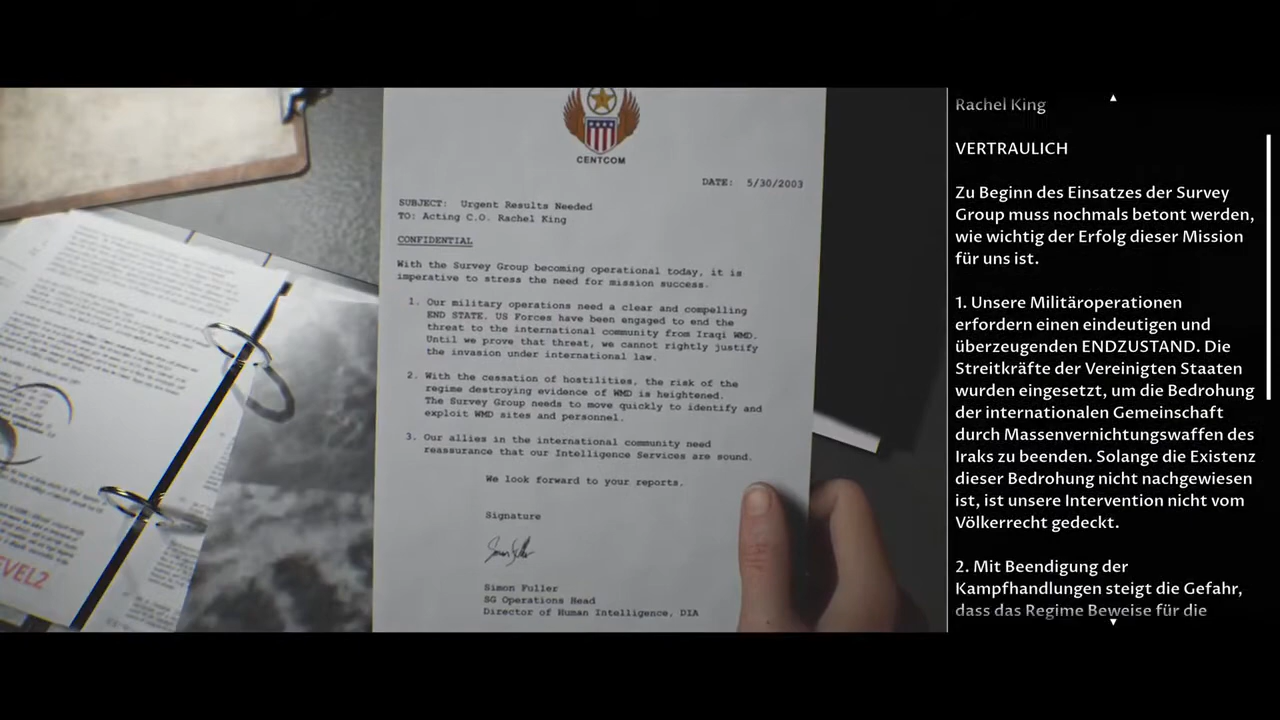 CENTCOM
DATE: 5/30/2003
SUBJECT: Urgent Results Needed
TO: Acting C.O. Rachel King
CONFIDENTIAL
With the Survey Group becoming operational today, it is
imperative to stress the need for mission success.
1. Our military operations need a clear and compelling
END STATE. US Forces have been engaged to end the
threat to the international community from Iraqi WMD.
Until we prove that threat, we cannot rightly justify
the invasion under international law.
2. With the cessation of hostilities, the risk of the
regime destroying evidence of WMD is heightened.
The Survey Group needs to move quickly to identify and
exploit WMD sites and personnel.
3. Our allies in the international community need
reassurance that our Intelligence Services are sound.
We look forward to your reports.
Signature
Simon Fuller
SG Operations Head
Director of Human Intelligence, DIA
EVEL2
Rachel King
VERTRAULICH
Zu Beginn des Einsatzes der Survey
Group muss nochmals betont werden,
wie wichtig der Erfolg dieser Mission
für uns ist.
1. Unsere Militäroperationen
erfordern einen eindeutigen und
überzeugenden ENDZUSTAND. Die
Streitkräfte der Vereinigten Staaten
wurden eingesetzt, um die Bedrohung
der internationalen Gemeinschaft
durch Massenvernichtungswaffen des
Iraks zu beenden. Solange die Existenz
dieser Bedrohung nicht nachgewiesen
ist, ist unsere Intervention nicht vom
Völkerrecht gedeckt.
2. Mit Beendigung der
Kampfhandlungen steigt die Gefahr,
dass das Regime Beweise für die